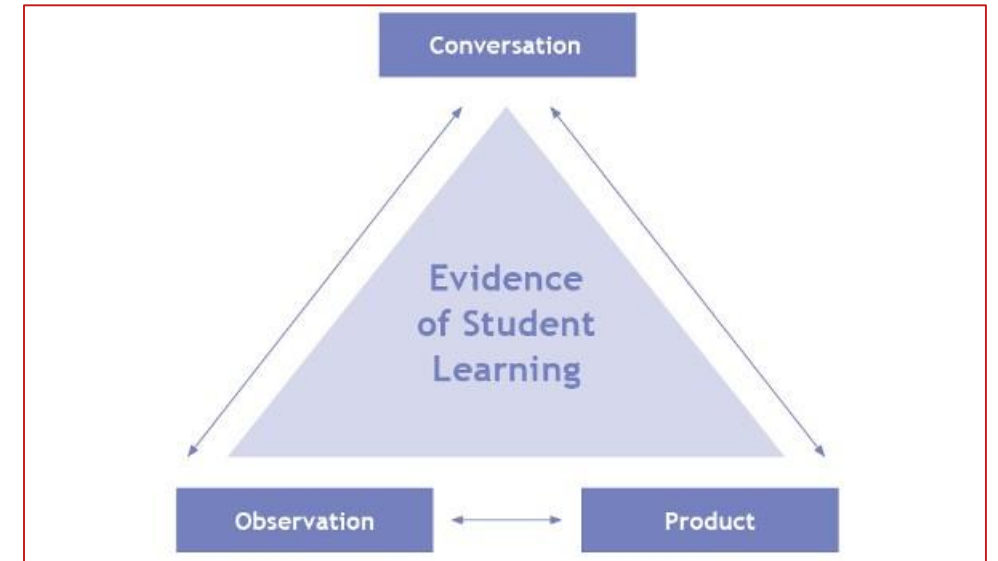 Conversation
Evidence
of Student
Learning
Observation
Product